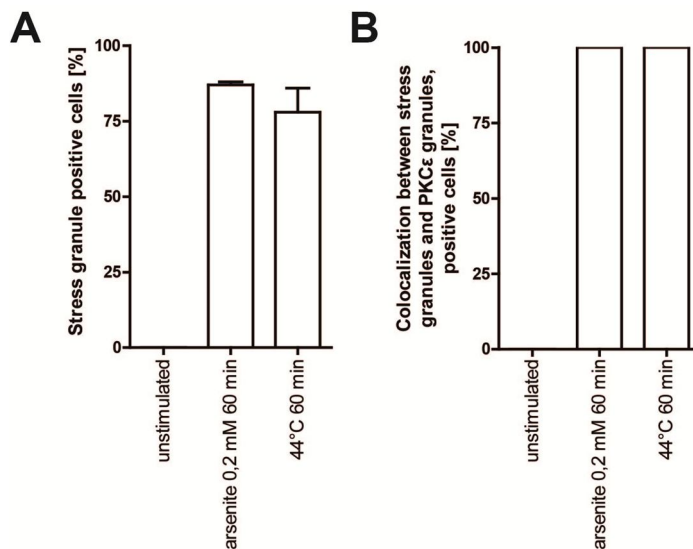 A
Stress granule positive cells [%]
100
75
50
25
0
unstimulated
arsenite 0,2 mM 60 min
44°C 60 min
B
Colocalization between stress
granules and PKCε granules,
positive cells [%]
100
75
50
25
0
unstimulated
arsenite 0,2 mM 60 min
44°C 60 min